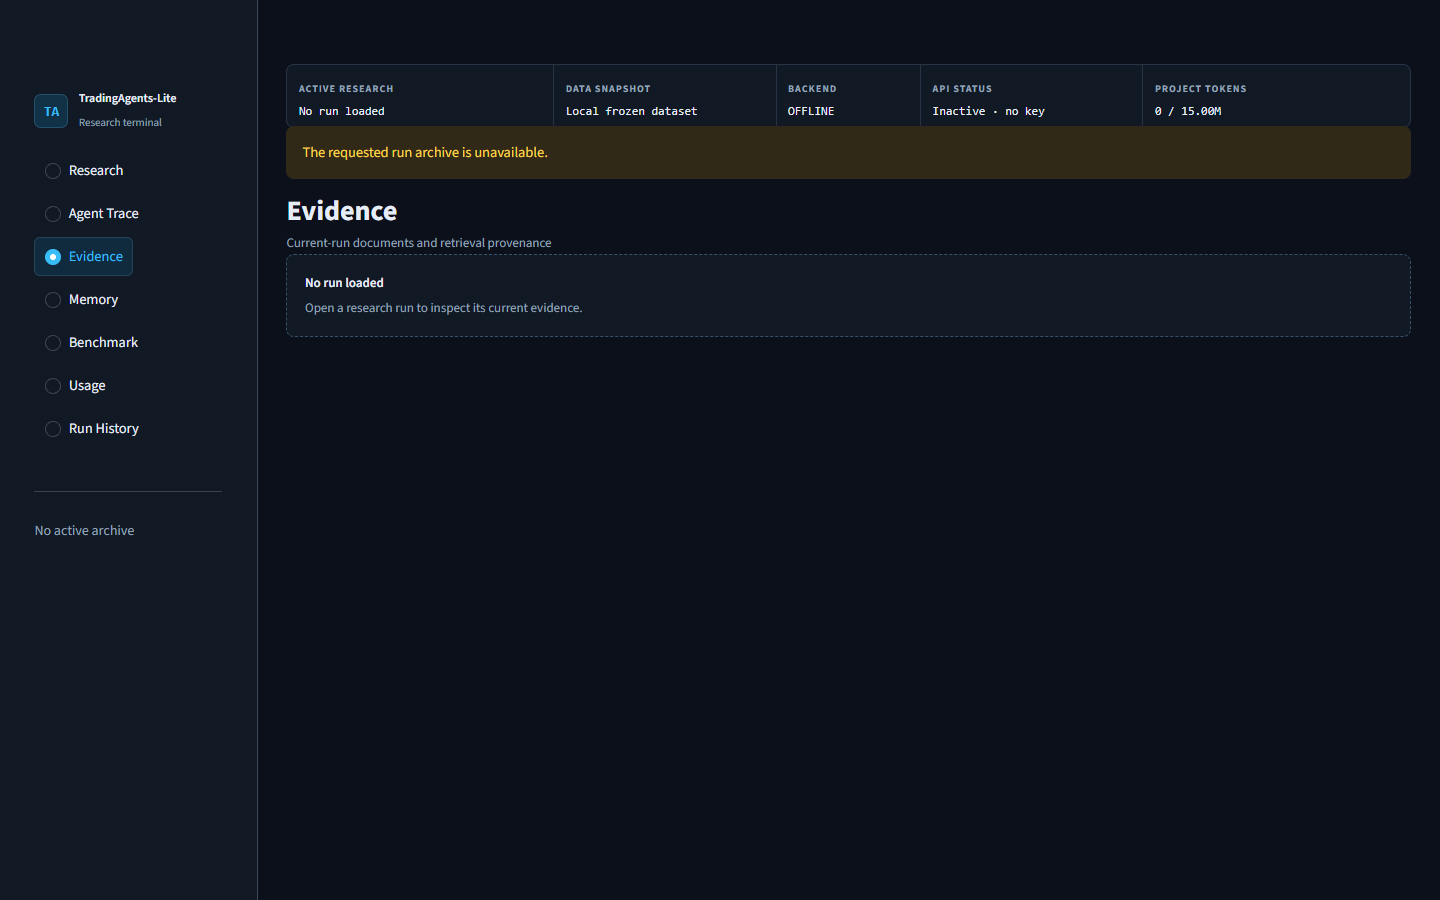 TA
TradingAgents-Lite
Research terminal
Research
Agent Trace
Evidence
Memory
Benchmark
Usage
Run History
No active archive
ACTIVE RESEARCH
No run loaded
DATA SNAPSHOT
Local frozen dataset
BACKEND
OFFLINE
API STATUS
Inactive · no key
PROJECT TOKENS
0 / 15.00M
The requested run archive is unavailable.
Evidence
Current-run documents and retrieval provenance
No run loaded
Open a research run to inspect its current evidence.